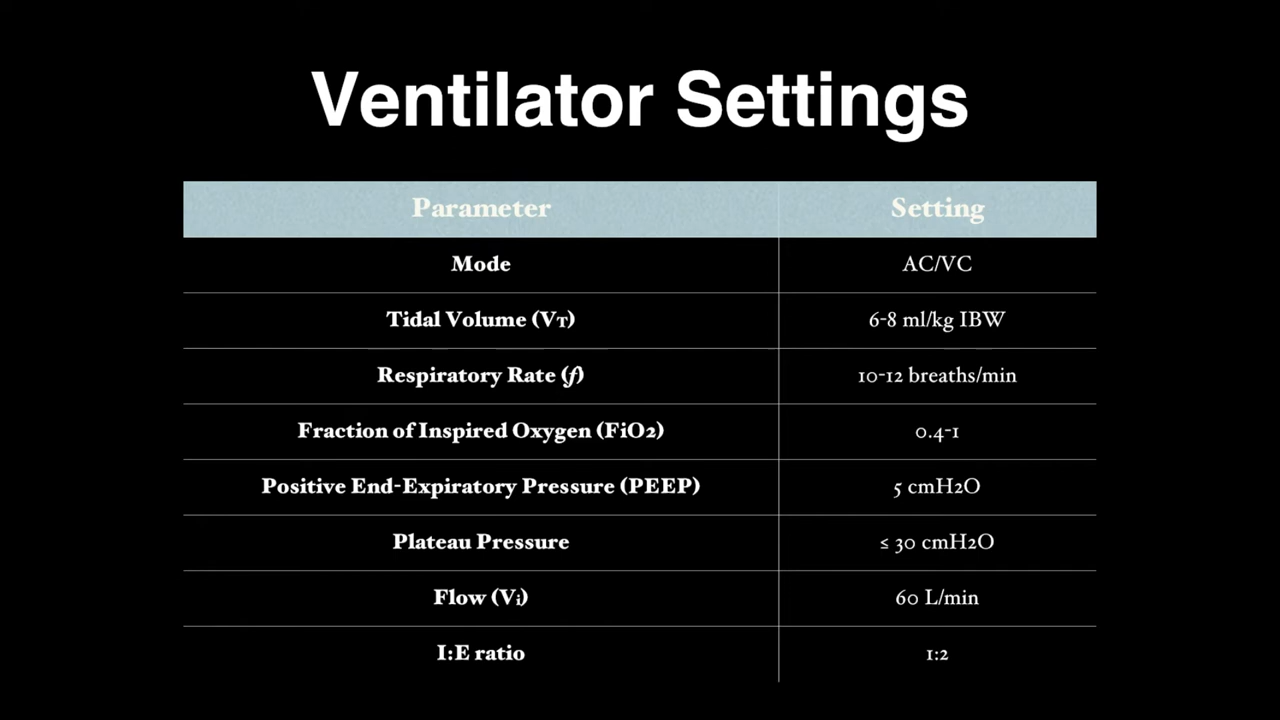 Ventilator Settings
Parameter Setting
Mode AC/VC
Tidal Volume (VT) 6-8 ml/kg IBW
Respiratory Rate (f) 10-12 breaths/min
Fraction of Inspired Oxygen (FiO2) 0.4-1
Positive End-Expiratory Pressure (PEEP) 5 cmH2O
Plateau Pressure ≤ 30 cmH2O
Flow (Vi) 60 L/min
I:E ratio 1:2